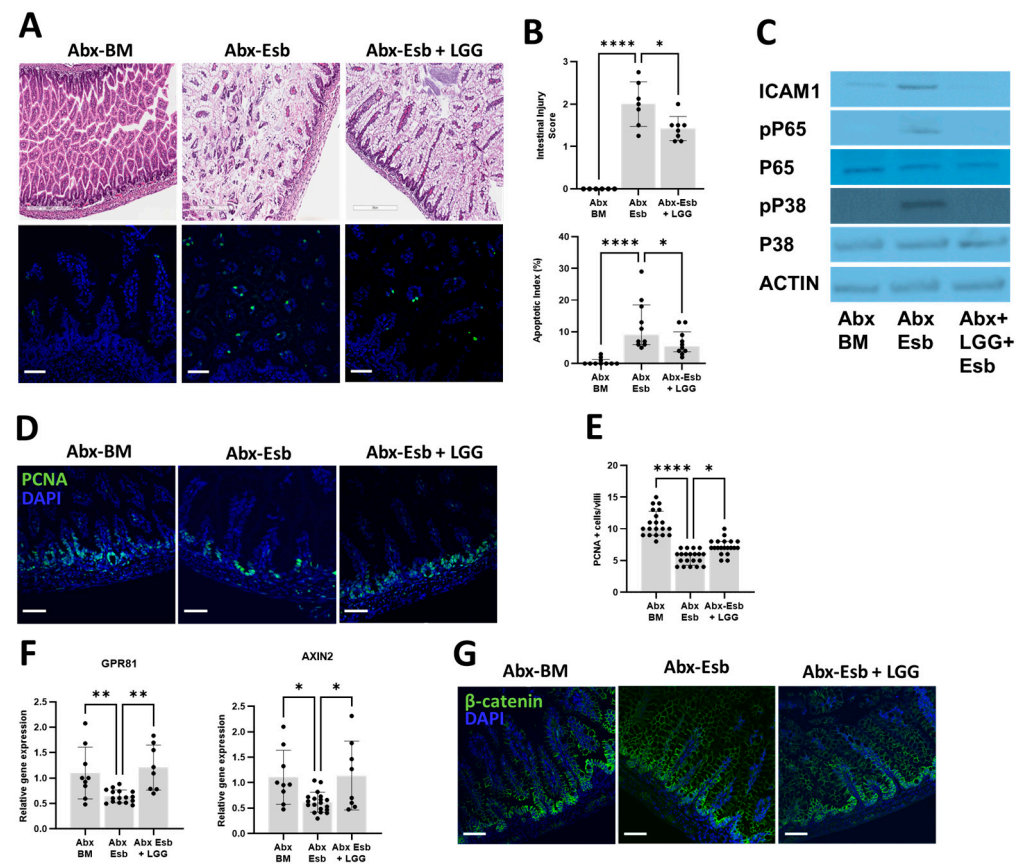 A
Abx-BM
Abx-Esb
Abx-Esb + LGG
B
**** *
Intestinal Injury
Score
3
2
1
0
Abx
BM
Abx
Esb
Abx-Esb
+ LGG
**** *
Apoptotic Index (%)
40
30
20
10
0
Abx
BM
Abx
Esb
Abx-Esb
+ LGG
C
ICAM1
pP65
P65
pP38
P38
ACTIN
Abx
BM
Abx
Esb
Abx+
LGG+
Esb
D
Abx-BM
Abx-Esb
Abx-Esb + LGG
PCNA
DAPI
E
**** *
PCNA + cells/villi
20
15
10
5
0
Abx
BM
Abx
Esb
Abx-Esb
+ LGG
F
GPR81
** **
Relative gene expression
2.5
2.0
1.5
1.0
0.5
0.0
Abx
BM
Abx
Esb
Abx Esb
+ LGG
AXIN2
* *
Relative gene expression
2.5
2.0
1.5
1.0
0.5
0.0
Abx
BM
Abx
Esb
Abx Esb
+ LGG
G
Abx-BM
Abx-Esb
Abx-Esb + LGG
β-catenin
DAPI